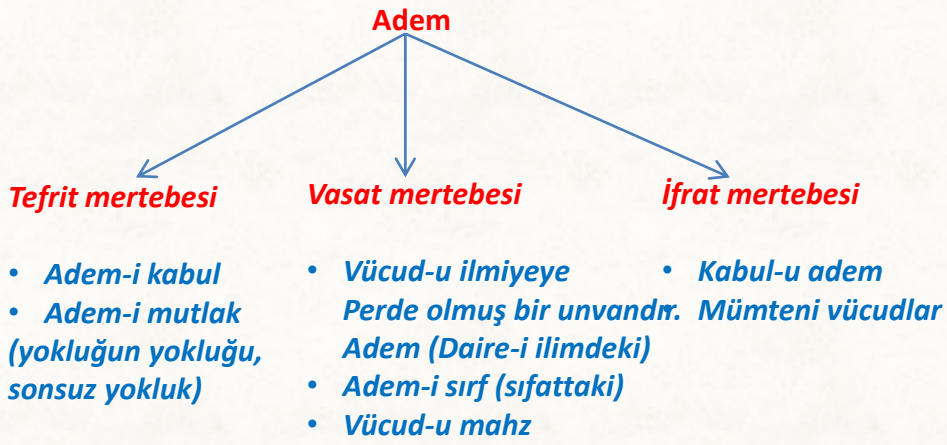 Adem
Tefrit mertebesi
• Adem-i kabul
• Adem-i mutlak
(yokluğun yokluğu,
sonsuz yokluk)
Vasat mertebesi
• Vücud-u ilmiyeye
Perde olmuş bir unvandır.
Adem (Daire-i ilimdeki)
• Adem-i sırf (sıfattaki)
• Vücud-u mahz
İfrat mertebesi
• Kabul-u adem
• Mümteni vücudlar